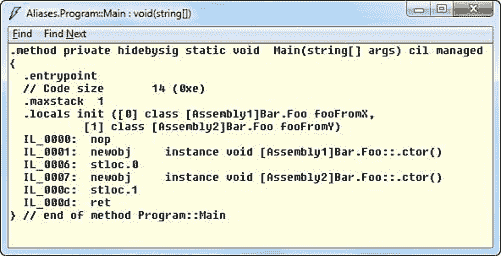 Aliases.Program::Main : void(string[])
Find Find Next
.method private hidebysig static void  Main(string[] args) cil managed
{
  .entrypoint
  // Code size       14 (0xe)
  .maxstack  1
  .locals init ([0] class [Assembly1]Bar.Foo fooFromX,
           [1] class [Assembly2]Bar.Foo fooFromY)
  IL_0000:  nop
  IL_0001:  newobj     instance void [Assembly1]Bar.Foo::.ctor()
  IL_0006:  stloc.0
  IL_0007:  newobj     instance void [Assembly2]Bar.Foo::.ctor()
  IL_000c:  stloc.1
  IL_000d:  ret
} // end of method Program::Main